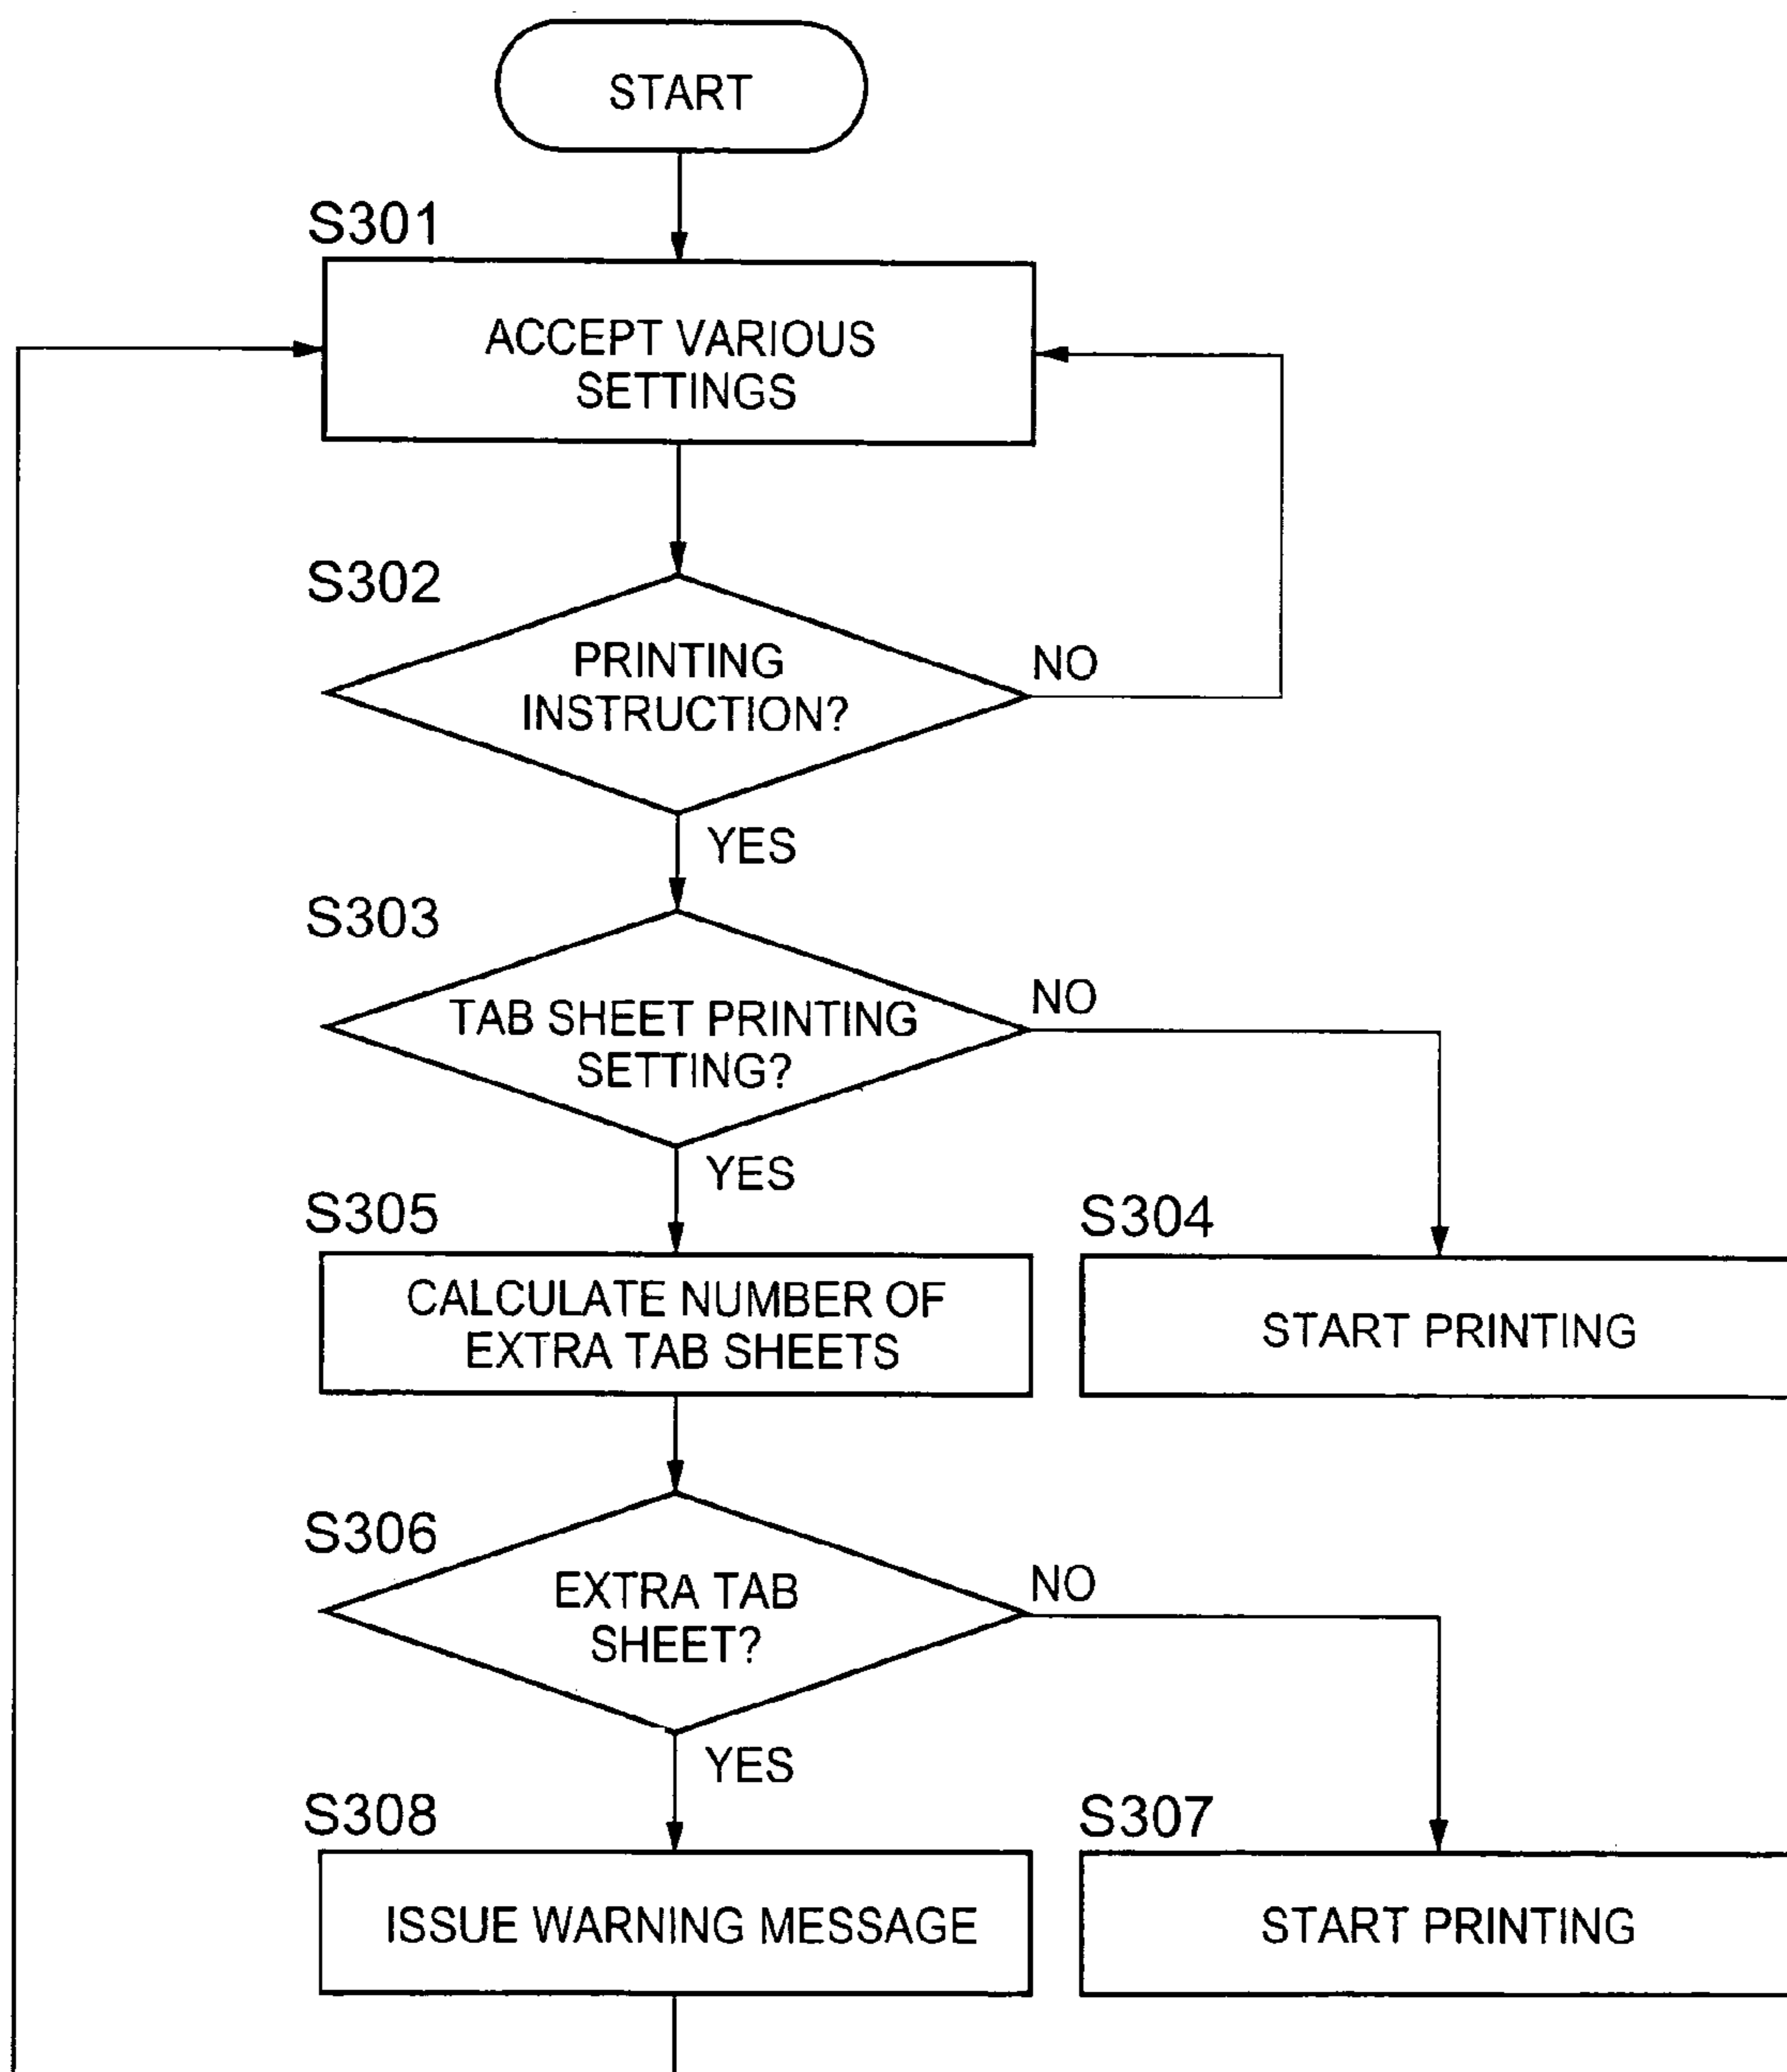 START
S301
ACCEPT VARIOUS
SETTINGS
S302
PRINTING
INSTRUCTION?
NO
YES
S303
TAB SHEET PRINTING
SETTING?
NO
YES
S305
CALCULATE NUMBER OF
EXTRA TAB SHEETS
S304
START PRINTING
S306
EXTRA TAB
SHEET?
NO
YES
S308
ISSUE WARNING MESSAGE
S307
START PRINTING